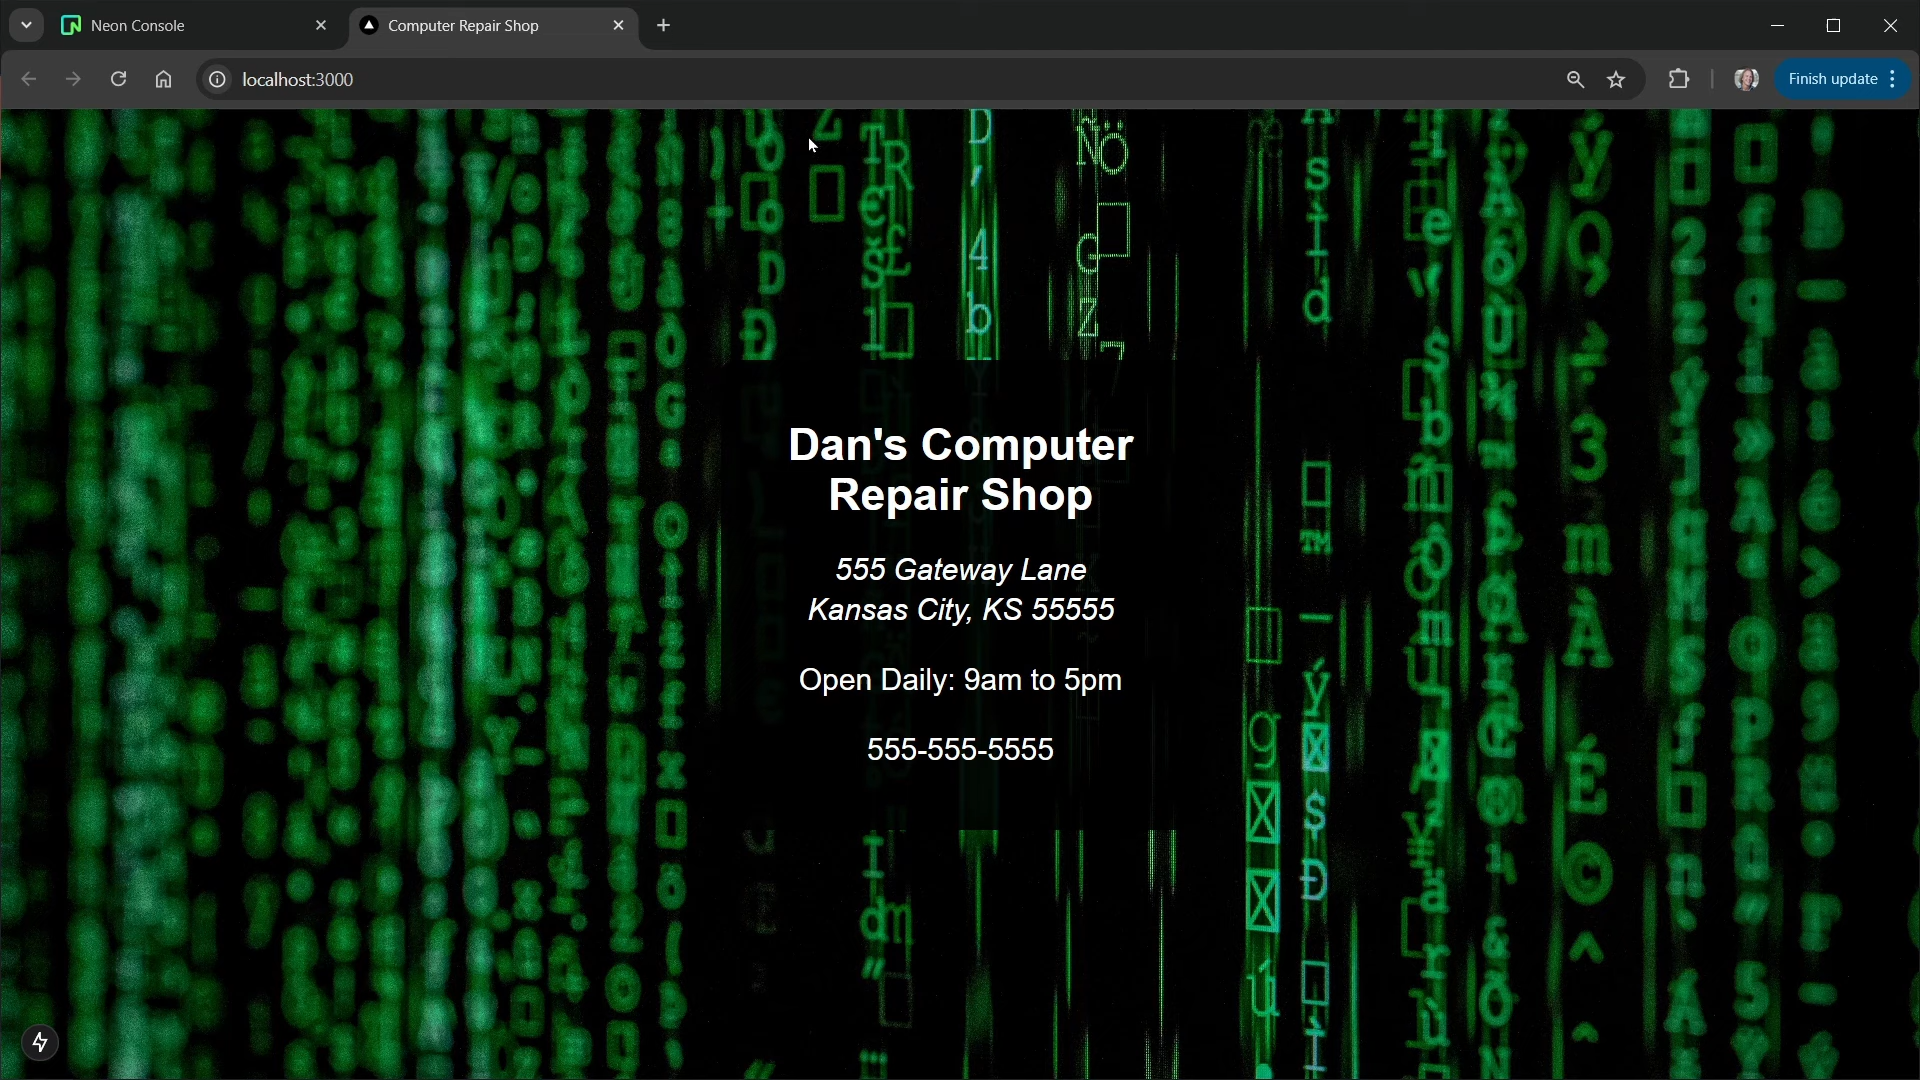 Neon Console
Computer Repair Shop
localhost:3000
Finish update
Dan's Computer
Repair Shop
555 Gateway Lane
Kansas City, KS 55555
Open Daily: 9am to 5pm
555-555-5555